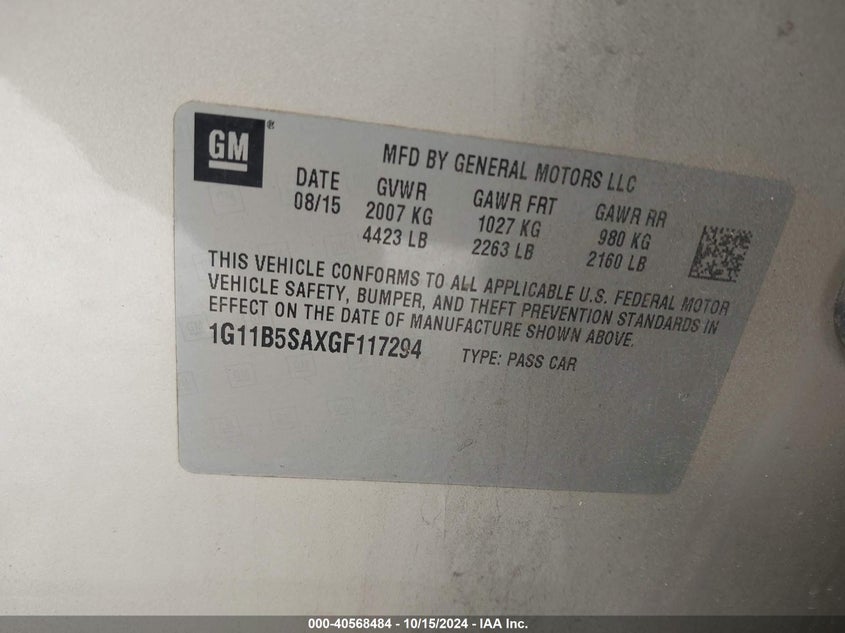 GM ®
MFD BY GENERAL MOTORS LLC
DATE GVWR GAWR FRT GAWR RR
08/15 2007 KG 1027 KG 980 KG
4423 LB 2263 LB 2160 LB
THIS VEHICLE CONFORMS TO ALL APPLICABLE U.S. FEDERAL MOTOR
VEHICLE SAFETY, BUMPER, AND THEFT PREVENTION STANDARDS IN
EFFECT ON THE DATE OF MANUFACTURE SHOWN ABOVE.
1G11B5SAXGF117294 TYPE: PASS CAR
000-40568484 - 10/15/2024 - IAA Inc.